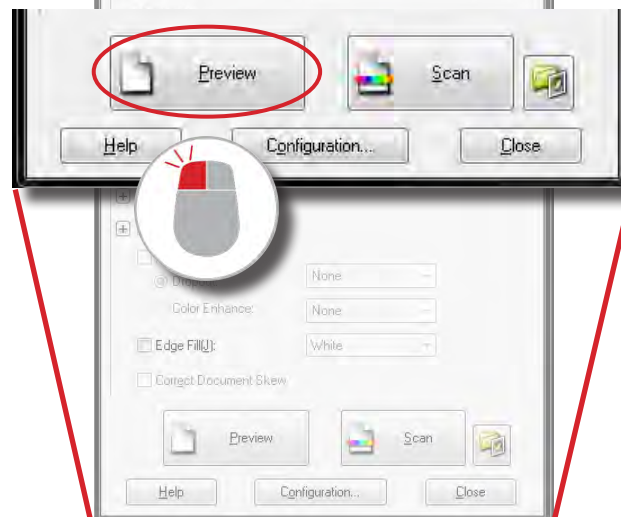 Preview Scan
Help Configuration... Close
None
Color Enhance: None
Edge Fill(J): White
Correct Document Skew
Preview Scan
Help Configuration... Close